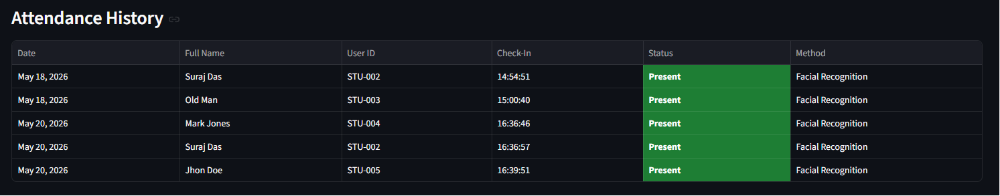 Attendance History
Date Full Name User ID Check-In Status Method
May 18, 2026 Suraj Das STU-002 14:54:51 Present Facial Recognition
May 18, 2026 Old Man STU-003 15:00:40 Present Facial Recognition
May 20, 2026 Mark Jones STU-004 16:36:46 Present Facial Recognition
May 20, 2026 Suraj Das STU-002 16:36:57 Present Facial Recognition
May 20, 2026 Jhon Doe STU-005 16:39:51 Present Facial Recognition